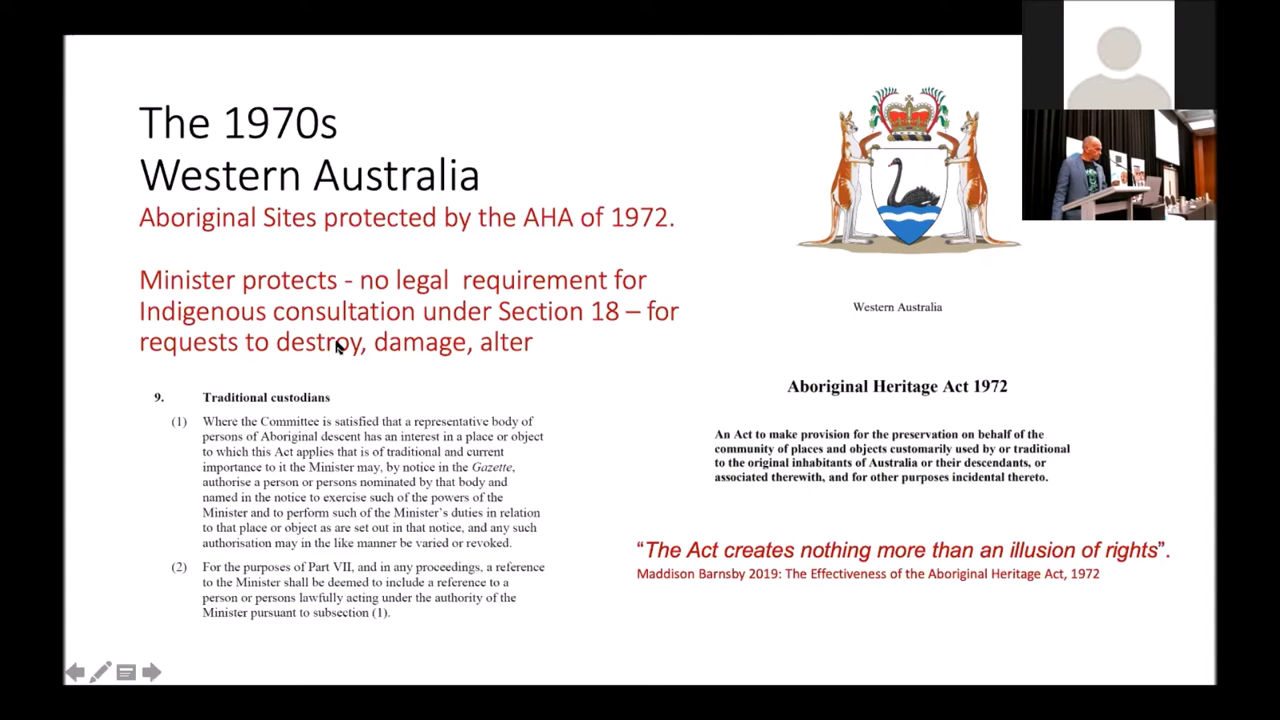 The 1970s
Western Australia
Aboriginal Sites protected by the AHA of 1972.
Minister protects - no legal requirement for
Indigenous consultation under Section 18 – for
requests to destroy, damage, alter
9. Traditional custodians
(1) Where the Committee is satisfied that a representative body of
persons of Aboriginal descent has an interest in a place or object
to which this Act applies that is of traditional and current
importance to it the Minister may, by notice in the Gazette,
authorise a person or persons nominated by that body and
named in the notice to exercise such of the powers of the
Minister and to perform such of the Minister's duties in relation
to that place or object as are set out in that notice, and any such
authorisation may in the like manner be varied or revoked.
(2) For the purposes of Part VII, and in any proceedings, a reference
to the Minister shall be deemed to include a reference to a
person or persons lawfully acting under the authority of the
Minister pursuant to subsection (1).
Western Australia
Aboriginal Heritage Act 1972
An Act to make provision for the preservation on behalf of the
community of places and objects customarily used by or traditional
to the original inhabitants of Australia or their descendants, or
associated therewith, and for other purposes incidental thereto.
“The Act creates nothing more than an illusion of rights”.
Maddison Barnsby 2019: The Effectiveness of the Aboriginal Heritage Act, 1972